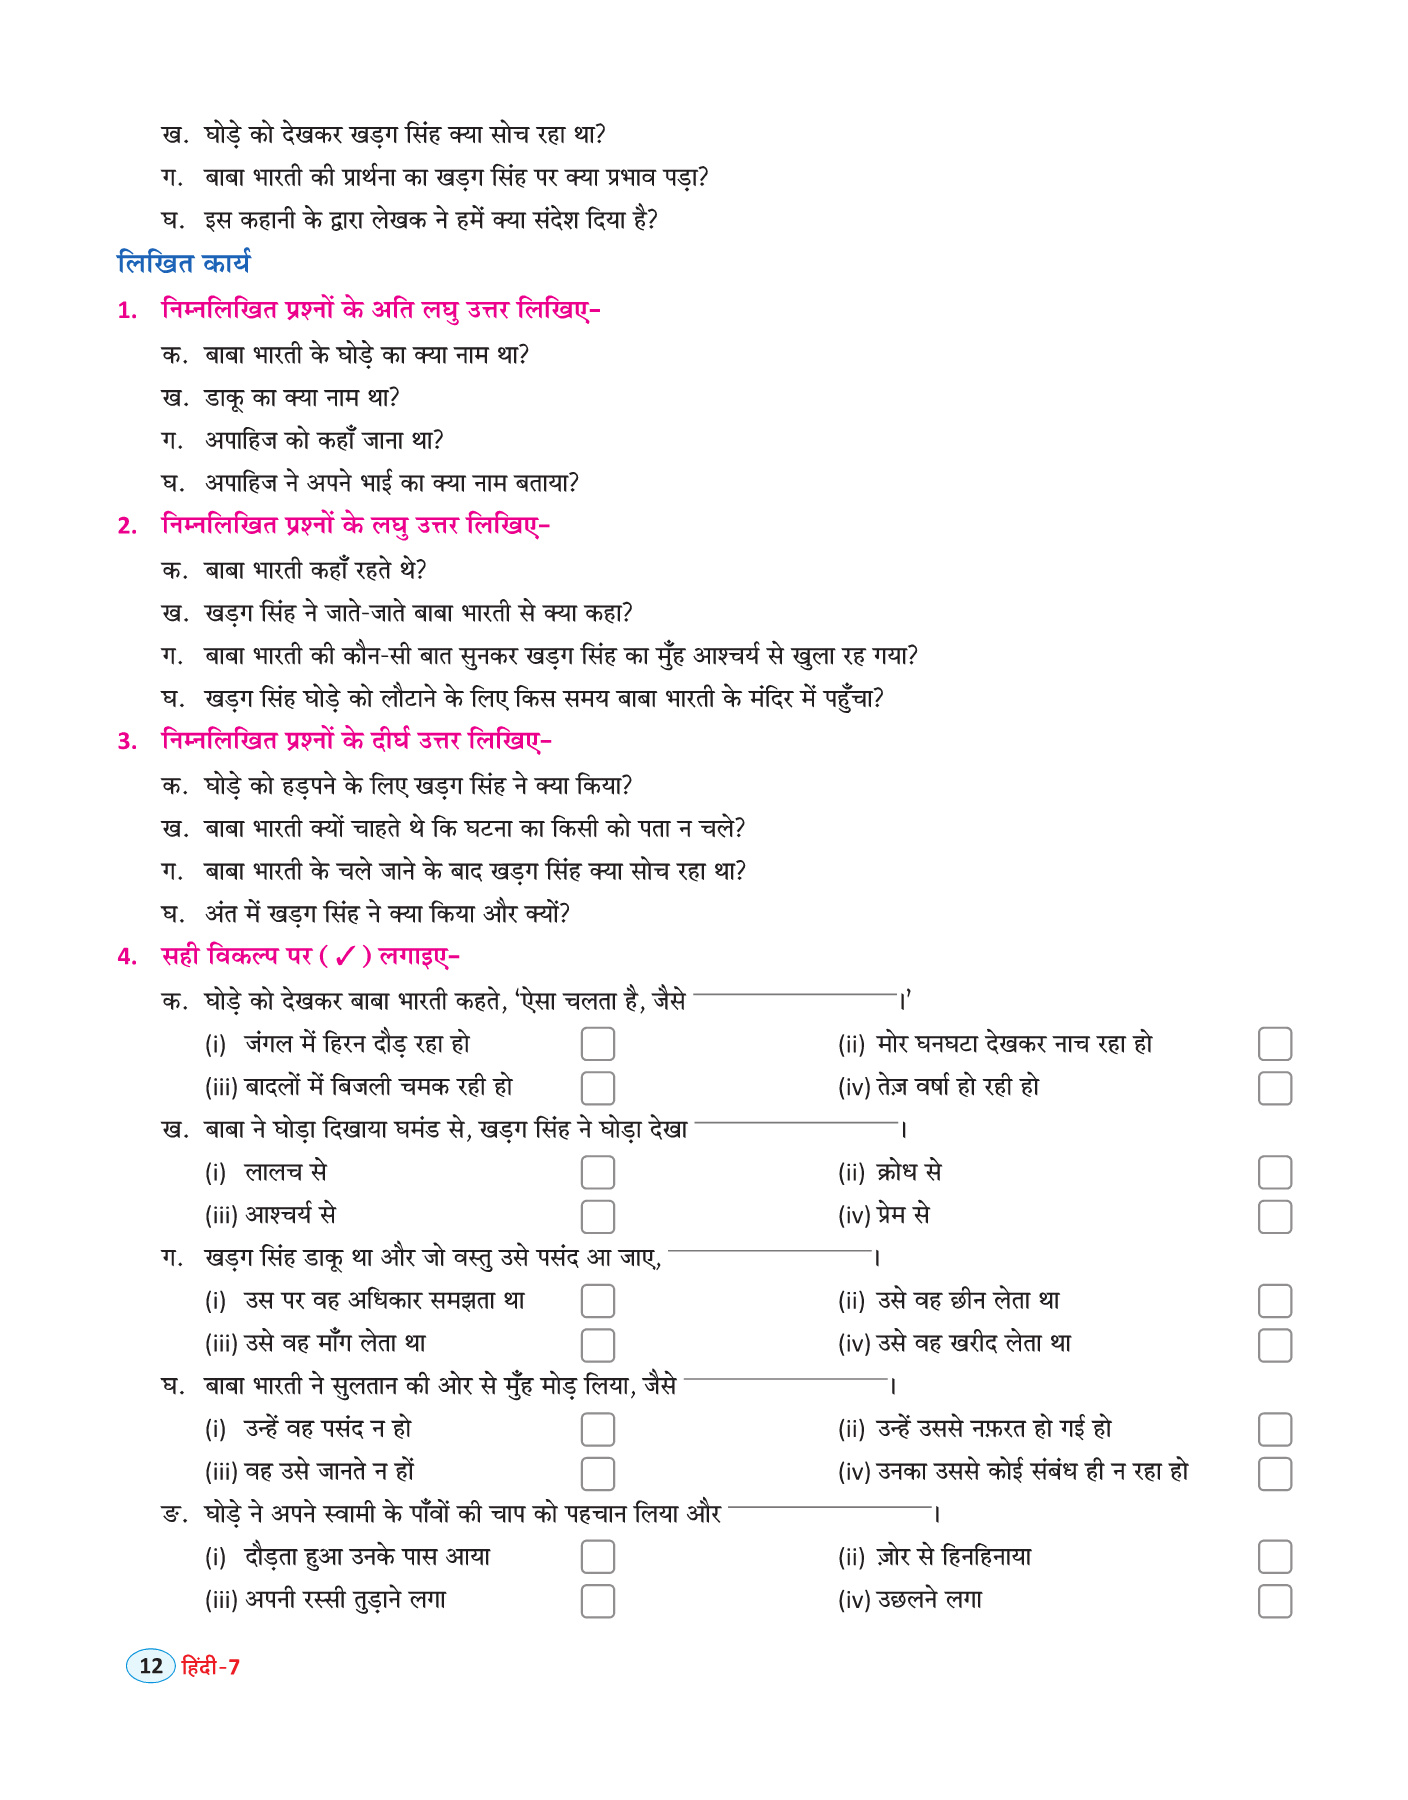 ख. घोड़े को देखकर खड़ग सिंह क्या सोच रहा था?
ग. बाबा भारती की प्रार्थना का खड़ग सिंह पर क्या प्रभाव पड़ा?
घ. इस कहानी के द्वारा लेखक ने हमें क्या संदेश दिया है?
लिखित कार्य
1. निम्नलिखित प्रश्नों के अति लघु उत्तर लिखिए–
क. बाबा भारती के घोड़े का क्या नाम था?
ख. डाकू का क्या नाम था?
ग. अपाहिज को कहाँ जाना था?
घ. अपाहिज ने अपने भाई का क्या नाम बताया?
2. निम्नलिखित प्रश्नों के लघु उत्तर लिखिए–
क. बाबा भारती कहाँ रहते थे?
ख. खड़ग सिंह ने जाते-जाते बाबा भारती से क्या कहा?
ग. बाबा भारती की कौन-सी बात सुनकर खड़ग सिंह का मुँह आश्चर्य से खुला रह गया?
घ. खड़ग सिंह घोड़े को लौटाने के लिए किस समय बाबा भारती के मंदिर में पहुँचा?
3. निम्नलिखित प्रश्नों के दीर्घ उत्तर लिखिए–
क. घोड़े को हड़पने के लिए खड़ग सिंह ने क्या किया?
ख. बाबा भारती क्यों चाहते थे कि घटना का किसी को पता न चले?
ग. बाबा भारती के चले जाने के बाद खड़ग सिंह क्या सोच रहा था?
घ. अंत में खड़ग सिंह ने क्या किया और क्यों?
4. सही विकल्प पर (✓) लगाइए–
क. घोड़े को देखकर बाबा भारती कहते, ‘ऐसा चलता है, जैसे ____________।’
(i) जंगल में हिरन दौड़ रहा हो (ii) मोर घनघटा देखकर नाच रहा हो
(iii) बादलों में बिजली चमक रही हो (iv) तेज़ वर्षा हो रही हो
ख. बाबा ने घोड़ा दिखाया घमंड से, खड़ग सिंह ने घोड़ा देखा ____________।
(i) लालच से (ii) क्रोध से
(iii) आश्चर्य से (iv) प्रेम से
ग. खड़ग सिंह डाकू था और जो वस्तु उसे पसंद आ जाए, ____________।
(i) उस पर वह अधिकार समझता था (ii) उसे वह छीन लेता था
(iii) उसे वह माँग लेता था (iv) उसे वह खरीद लेता था
घ. बाबा भारती ने सुलतान की ओर से मुँह मोड़ लिया, जैसे ____________।
(i) उन्हें वह पसंद न हो (ii) उन्हें उससे नफ़रत हो गई हो
(iii) वह उसे जानते न हों (iv) उनका उससे कोई संबंध ही न रहा हो
ङ. घोड़े ने अपने स्वामी के पाँवों की चाप को पहचान लिया और ____________।
(i) दौड़ता हुआ उनके पास आया (ii) ज़ोर से हिनहिनाया
(iii) अपनी रस्सी तुड़ाने लगा (iv) उछलने लगा
12 हिंदी-7